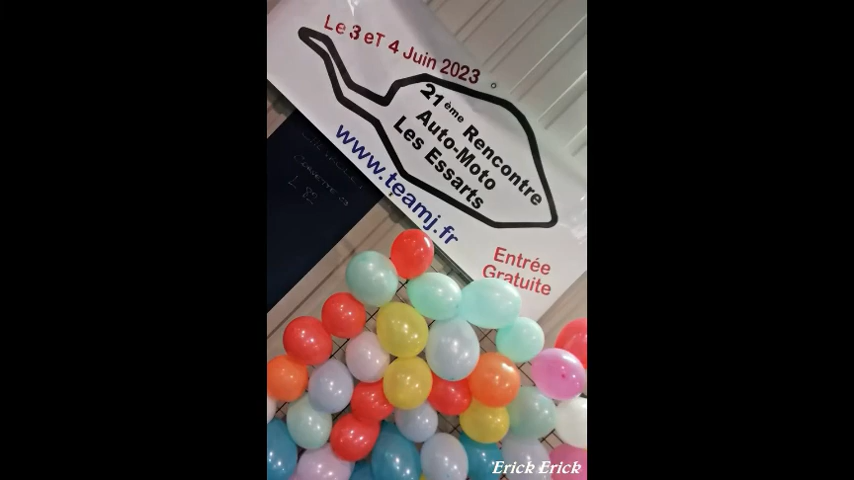 Le 3 eT 4 Juin 2023
21ème Rencontre
Auto-Moto
Les Essarts
www.teamj.fr
Entrée
Gratuite
Erick Erick